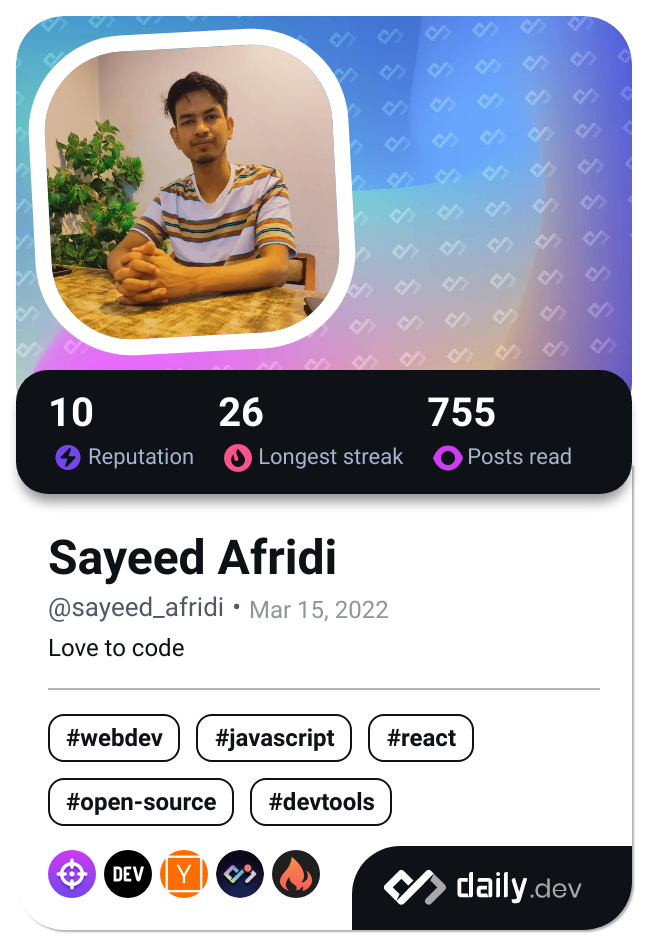 10 26 755
Reputation Longest streak Posts read
Sayeed Afridi
@sayeed_afridi • Mar 15, 2022
Love to code
#webdev #javascript #react
#open-source #devtools
DEV Y daily.dev